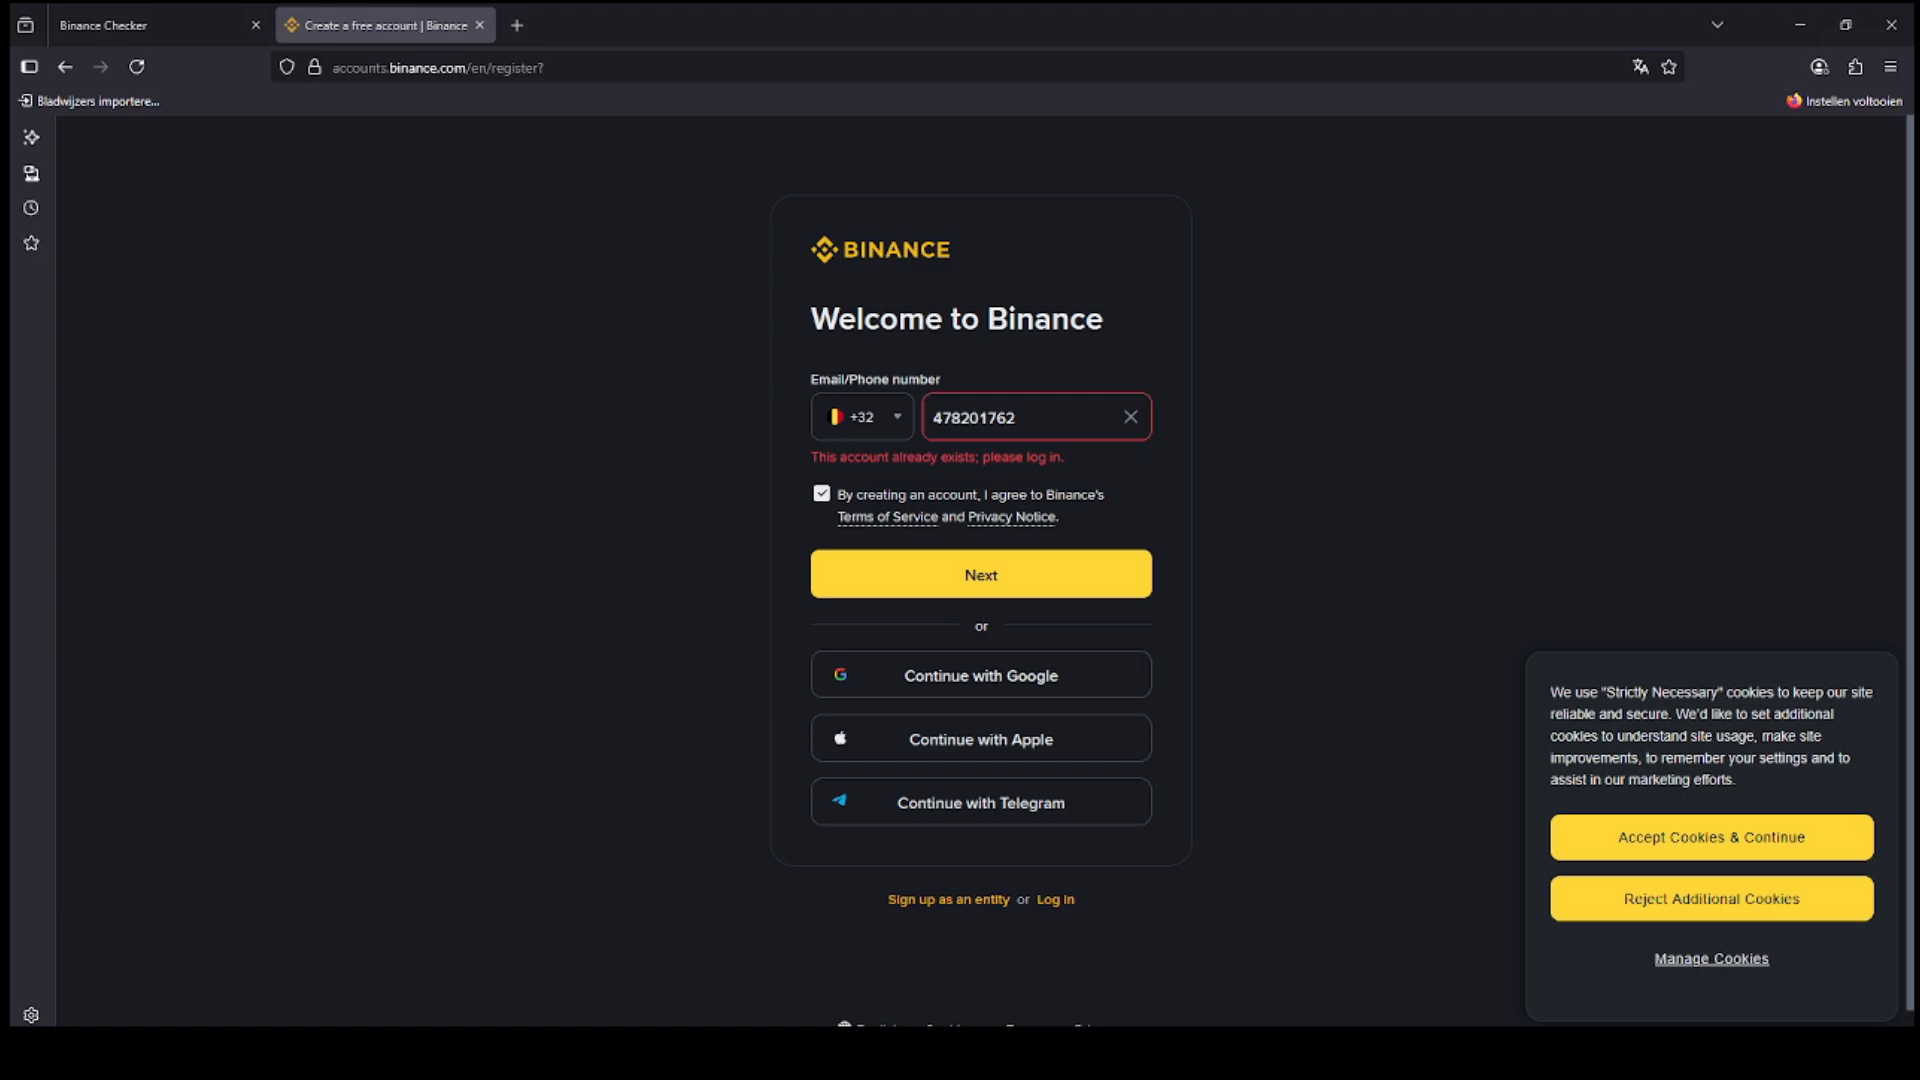 Binance Checker
Create a free account | Binance
accounts.binance.com/en/register?
Bladwijzers importere...
Instellen voltooien
BINANCE
Welcome to Binance
Email/Phone number
+32
478201762
This account already exists; please log in.
By creating an account, I agree to Binance's
Terms of Service and Privacy Notice.
Next
or
Continue with Google
Continue with Apple
Continue with Telegram
Sign up as an entity or Log In
We use "Strictly Necessary" cookies to keep our site
reliable and secure. We'd like to set additional
cookies to understand site usage, make site
improvements, to remember your settings and to
assist in our marketing efforts.
Accept Cookies & Continue
Reject Additional Cookies
Manage Cookies